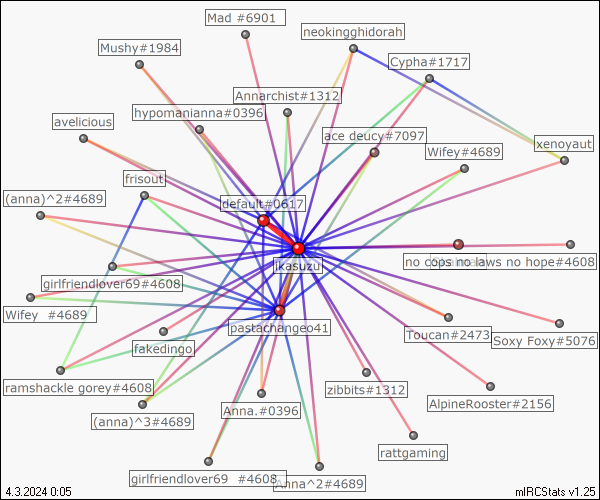 Mad #6901
neokingghidorah
Mushy#1984
Cypha#1717
Annarchist#1312
hypomanianna#0396
avelicious
ace deucy#7097
xenoyaut
Wifey#4689
frisout
(anna)^2#4689
default#0617
jkasuzu
no cops no laws no hope#4608
girlfriendlover69#4608
Wifey  #4689
pastachangeo41
Toucan#2473
Soxy Foxy#5076
fakedingo
ramshackle gorey#4608
zibbits#1312
AlpineRooster#2156
(anna)^3#4689
Anna.#0396
rattgaming
girlfriendlover69  #4608
Anna^2#4689
4.3.2024 0:05
mIRCStats v1.25